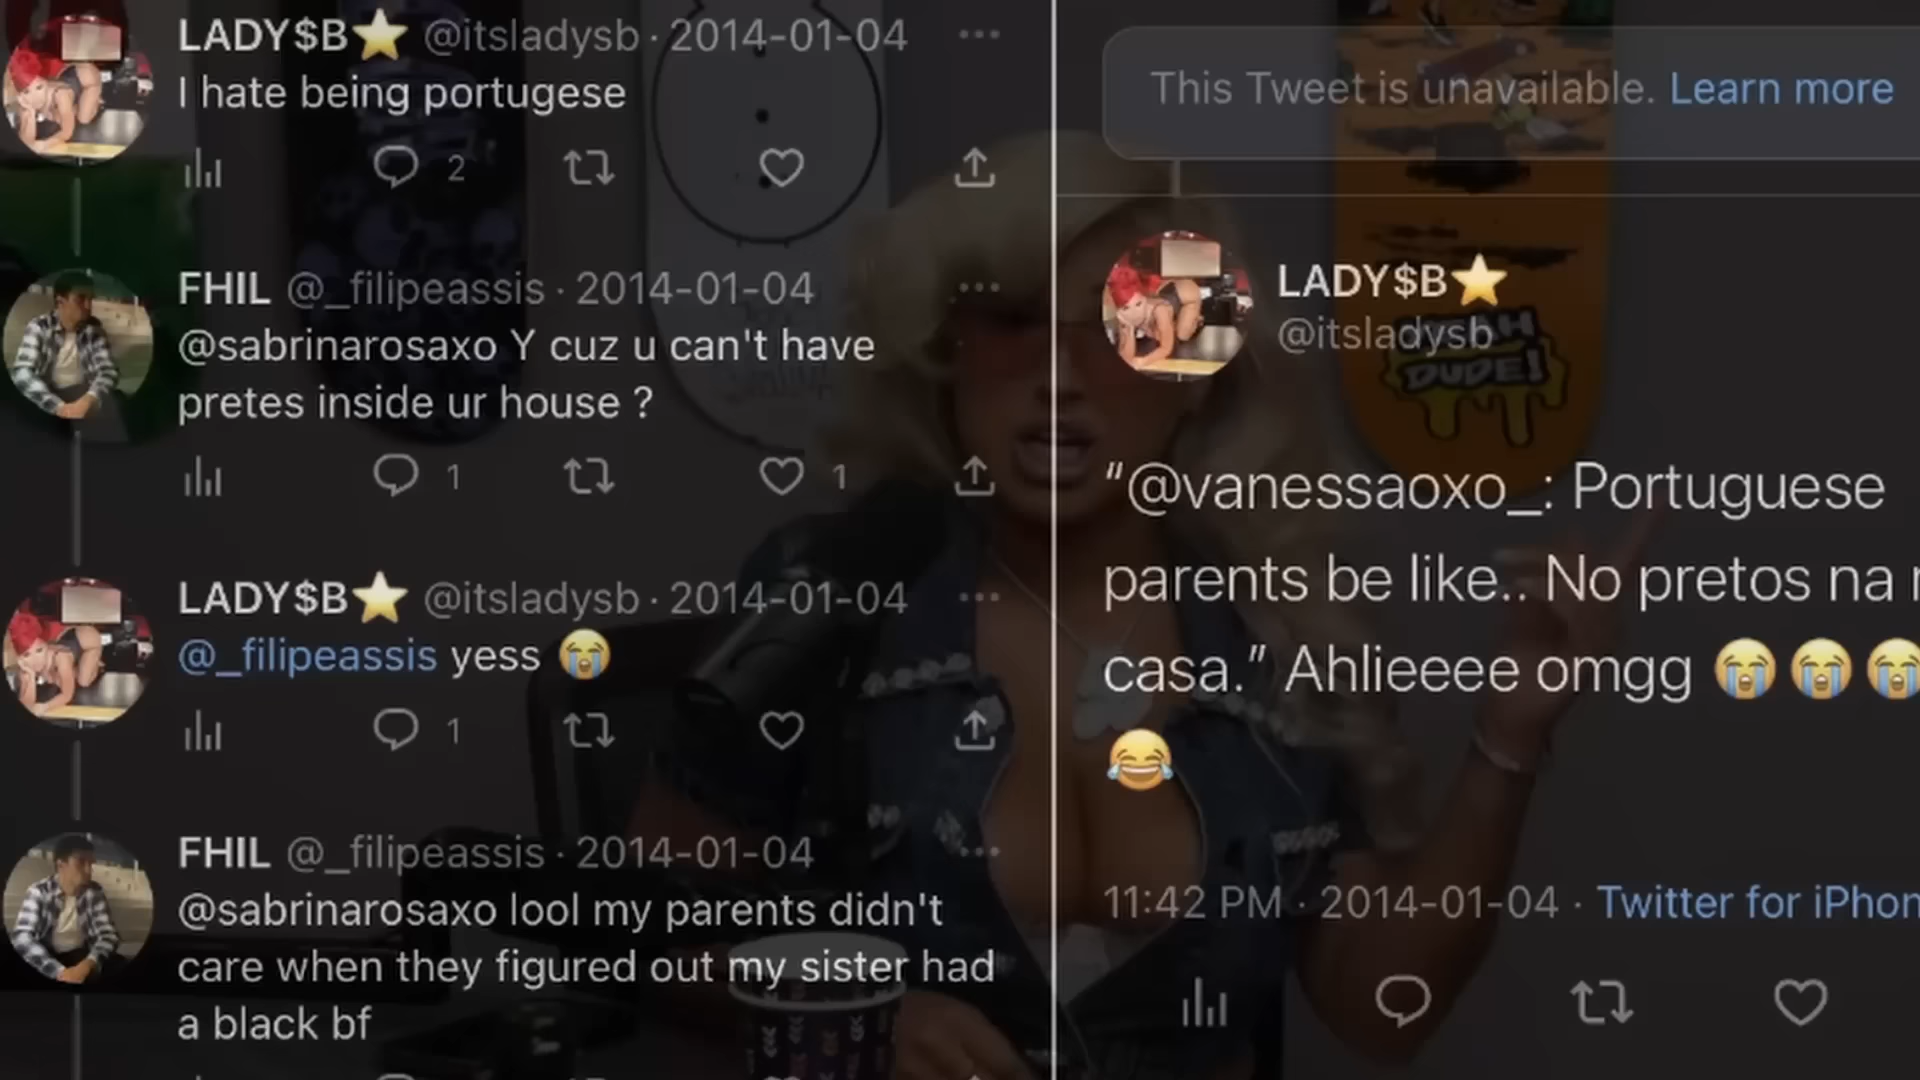 LADY$B⭐ @itsladysb · 2014-01-04
I hate being portugese
2
FHIL @_filipeassis · 2014-01-04
@sabrinarosaxo Y cuz u can't have
pretes inside ur house ?
1 1
LADY$B⭐ @itsladysb · 2014-01-04
@_filipeassis yess 😭
1
FHIL @_filipeassis · 2014-01-04
@sabrinarosaxo lool my parents didn't
care when they figured out my sister had
a black bf
This Tweet is unavailable. Learn more
LADY$B⭐
@itsladysb
DUDE!
“@vanessaoxo_: Portuguese
parents be like.. No pretos na
casa.” Ahlieeee omgg 😭😭😭
😂
11:42 PM · 2014-01-04 · Twitter for iPhon